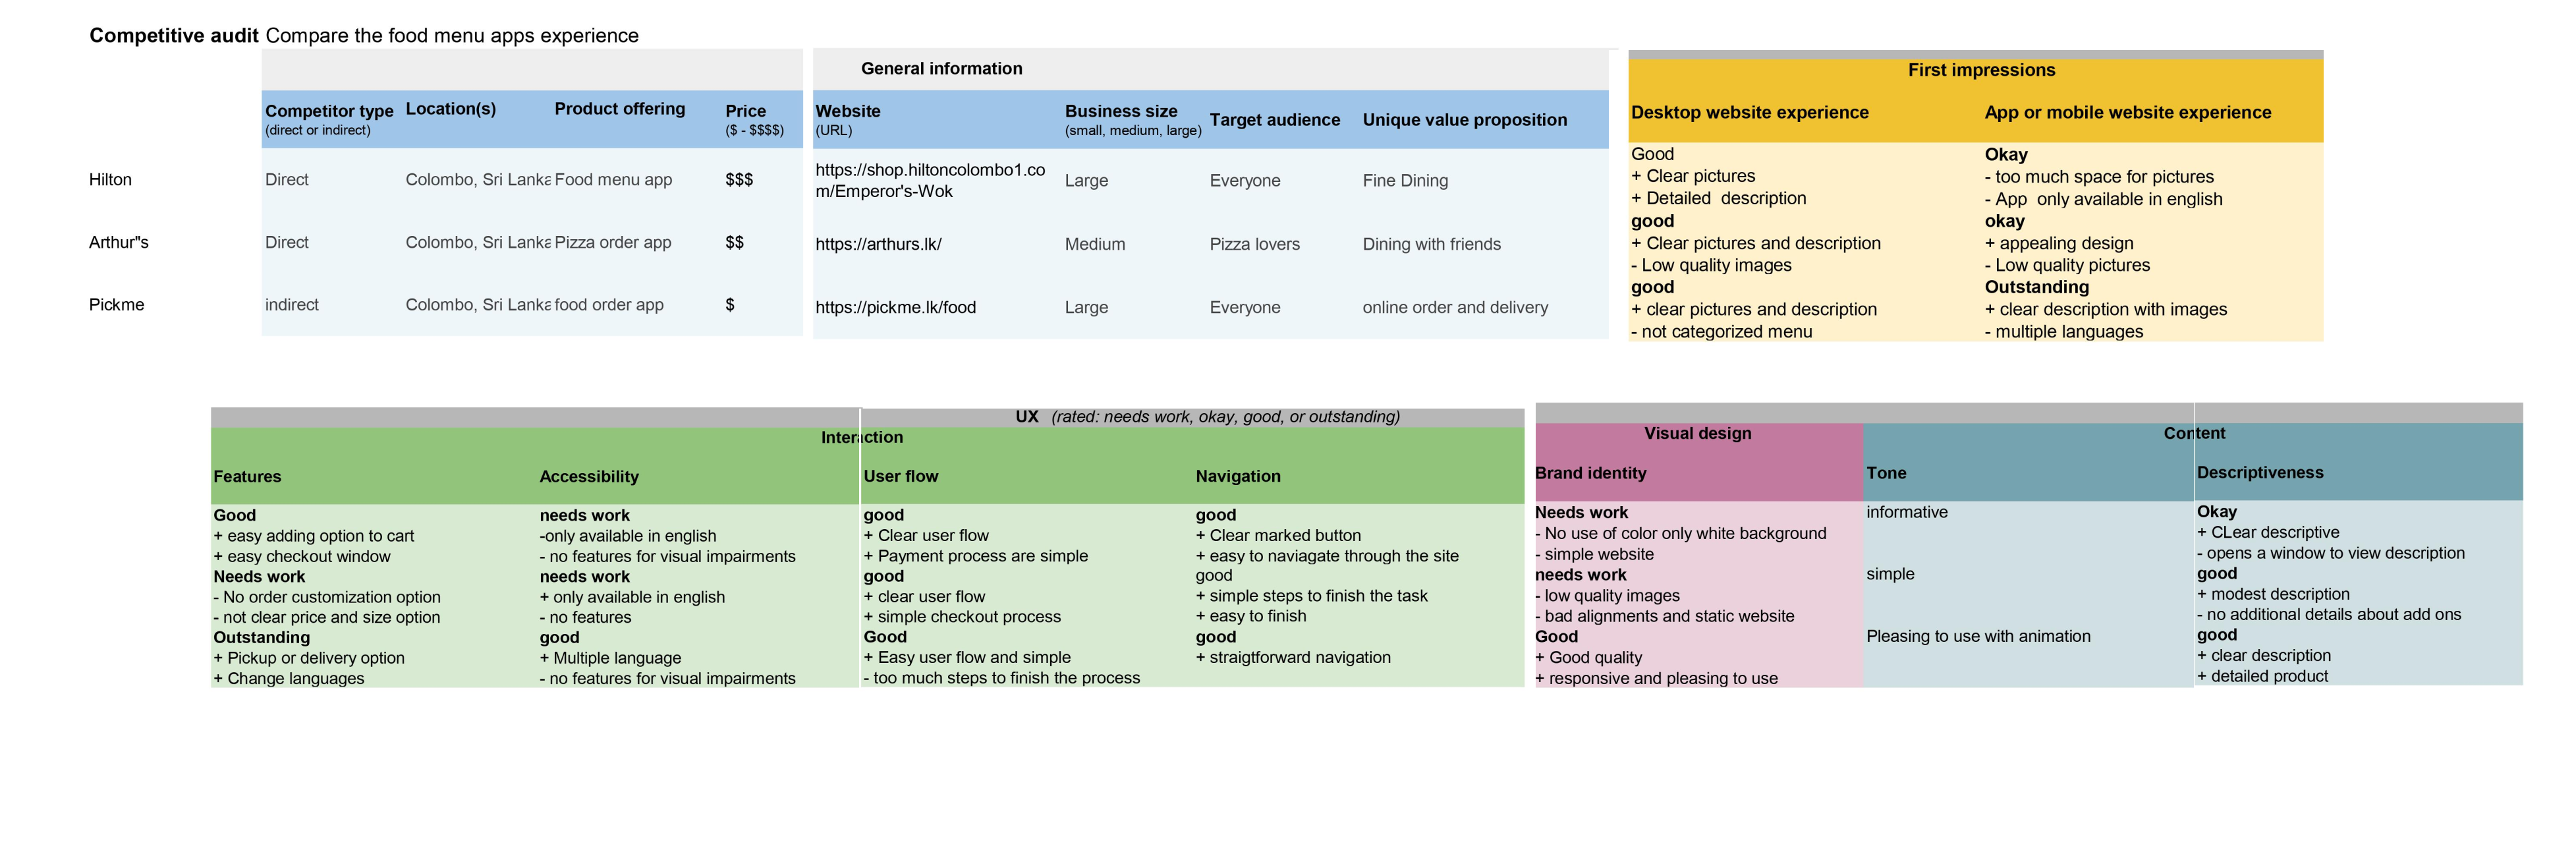 Competitive audit Compare the food menu apps experience
General information
Competitor type
(direct or indirect)
Location(s)
Product offering
Price
($ - $$$$)
Website
(URL)
Business size
(small, medium, large)
Target audience
Unique value proposition
Hilton
Direct
Colombo, Sri Lanka
Food menu app
$$$
https://shop.hiltoncolombo1.co
m/Emperor's-Wok
Large
Everyone
Fine Dining
Arthur"s
Direct
Colombo, Sri Lanka
Pizza order app
$$
https://arthurs.lk/
Medium
Pizza lovers
Dining with friends
Pickme
indirect
Colombo, Sri Lanka
food order app
$
https://pickme.lk/food
Large
Everyone
online order and delivery
First impressions
Desktop website experience
App or mobile website experience
Good
+ Clear pictures
+ Detailed  description
Okay
- too much space for pictures
- App  only available in english
good
+ Clear pictures and description
- Low quality images
okay
+ appealing design
- Low quality pictures
good
+ clear pictures and description
- not categorized menu
Outstanding
+ clear description with images
- multiple languages
UX (rated: needs work, okay, good, or outstanding)
Interaction
Features
Accessibility
User flow
Navigation
Good
+ easy adding option to cart
+ easy checkout window
needs work
-only available in english
- no features for visual impairments
good
+ Clear user flow
+ Payment process are simple
good
+ Clear marked button
+ easy to naviagate through the site
Needs work
- No order customization option
- not clear price and size option
needs work
+ only available in english
- no features
good
+ clear user flow
+ simple checkout process
good
+ simple steps to finish the task
+ easy to finish
Outstanding
+ Pickup or delivery option
+ Change languages
good
+ Multiple language
- no features for visual impairments
Good
+ Easy user flow and simple
- too much steps to finish the process
good
+ straigtforward navigation
Visual design
Content
Brand identity
Tone
Descriptiveness
Needs work
- No use of color only white background
- simple website
informative
Okay
+ CLear descriptive
- opens a window to view description
needs work
- low quality images
- bad alignments and static website
simple
good
+ modest description
- no additional details about add ons
Good
+ Good quality
+ responsive and pleasing to use
Pleasing to use with animation
good
+ clear description
+ detailed product